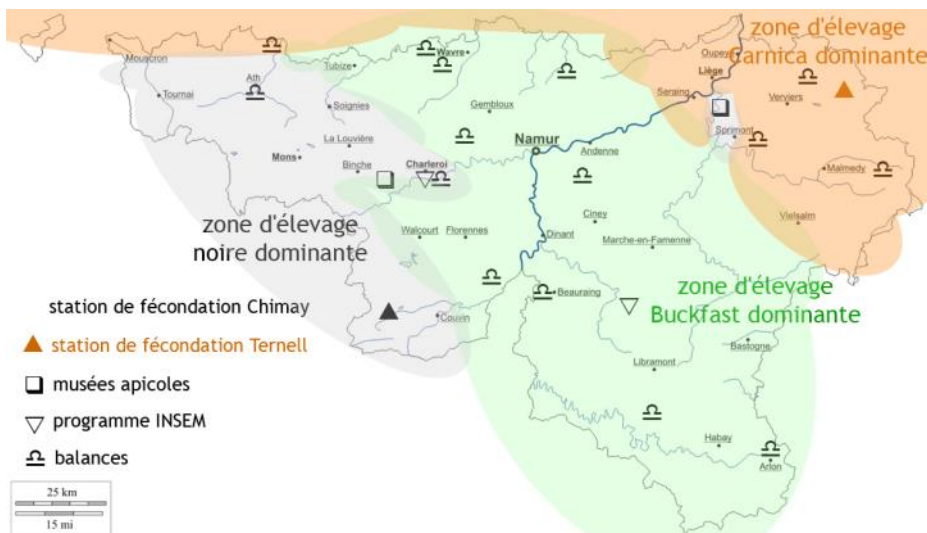 zone d'élevage
Carnica dominante
Mouscron
Tournai
Ath
Tubize
Wavre
Soignies
Gembloux
Oupeye
Liège
Seraing
Verviers
Sprimont
La Louvière
Mons
Binche
Charleroi
Namur
Andenne
Malmedy
zone d'élevage
noire dominante
Walcourt
Florennes
Ciney
Dinant
Marche-en-Famenne
Vielsalm
zone d'élevage
Buckfast dominante
Beauraing
Couvin
Bastogne
Libramont
Habay
Arlon
station de fécondation Chimay
station de fécondation Ternell
musées apicoles
programme INSEM
balances
25 km
15 mi